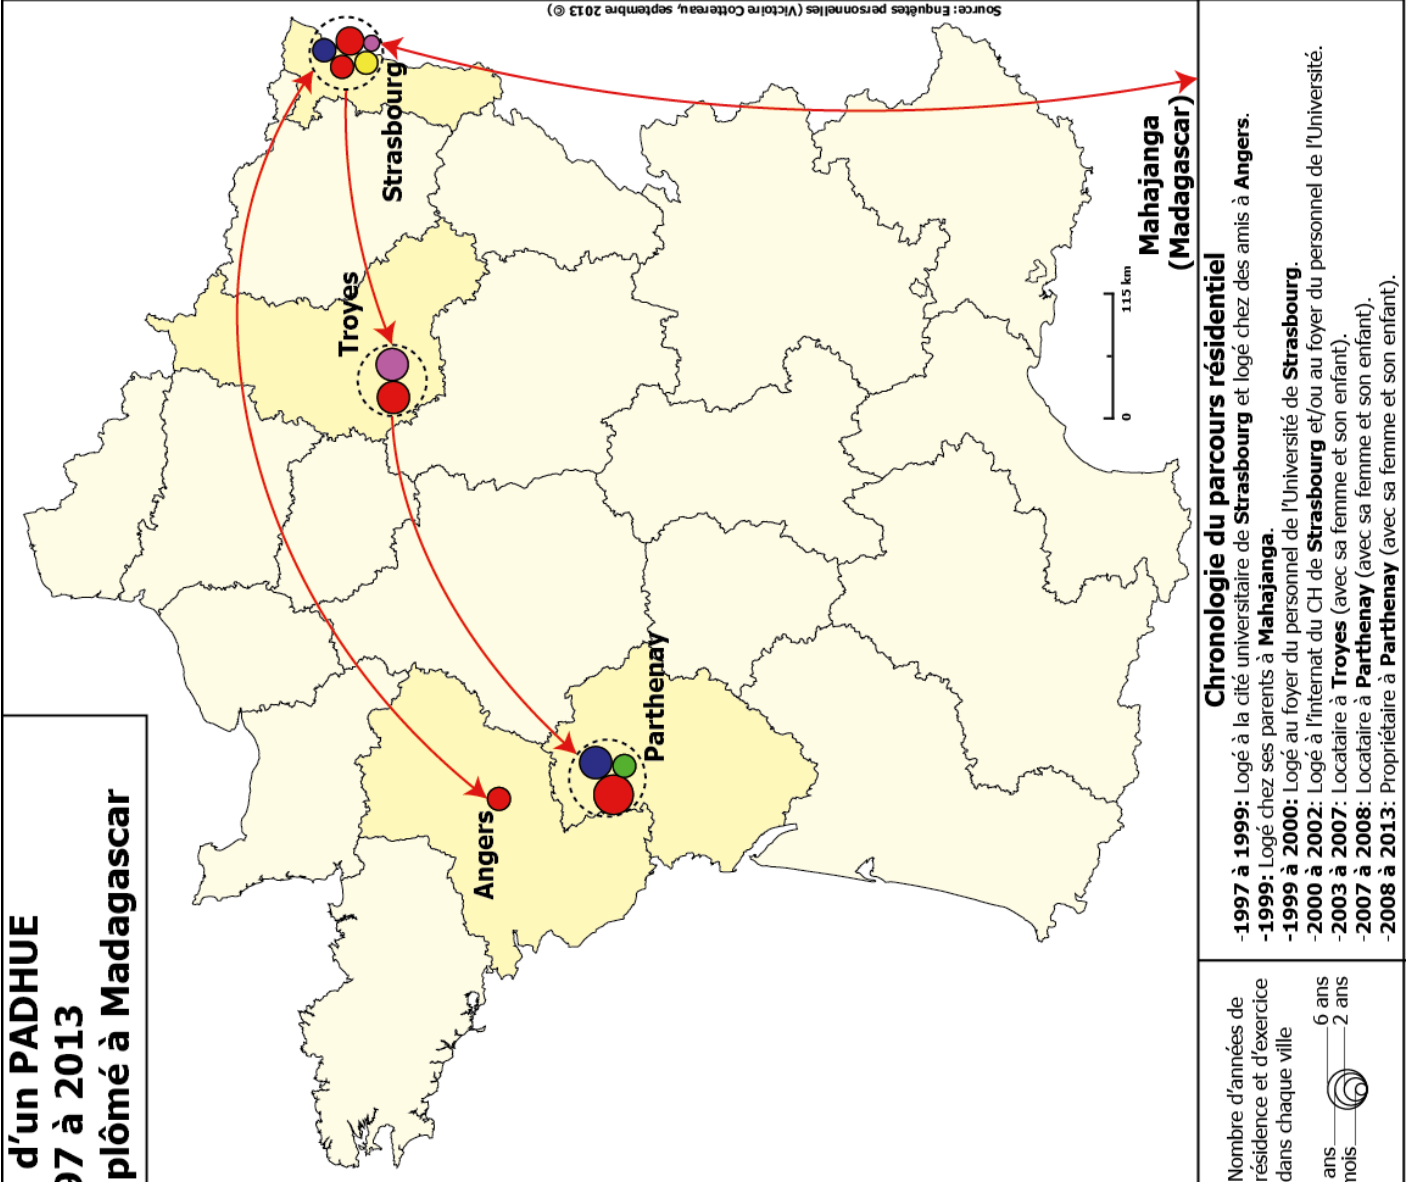 d'un PADHUE
97 à 2013
plômé à Madagascar
Strasbourg
Troyes
Angers
Parthenay
Mahajanga
(Madagascar)
0 115 km
Source: Enquêtes personnelles (Victoire Cottereau, septembre 2013 ©)
Nombre d'années de
résidence et d'exercice
dans chaque ville
ans 6 ans
mois 2 ans
Chronologie du parcours résidentiel
-1997 à 1999: Logé à la cité universitaire de Strasbourg et logé chez des amis à Angers.
-1999: Logé chez ses parents à Mahajanga.
-1999 à 2000: Logé au foyer du personnel de l'Université de Strasbourg.
-2000 à 2002: Logé à l'internat du CH de Strasbourg et/ou au foyer du personnel de l'Université.
-2003 à 2007: Locataire à Troyes (avec sa femme et son enfant).
-2007 à 2008: Locataire à Parthenay (avec sa femme et son enfant).
-2008 à 2013: Propriétaire à Parthenay (avec sa femme et son enfant).